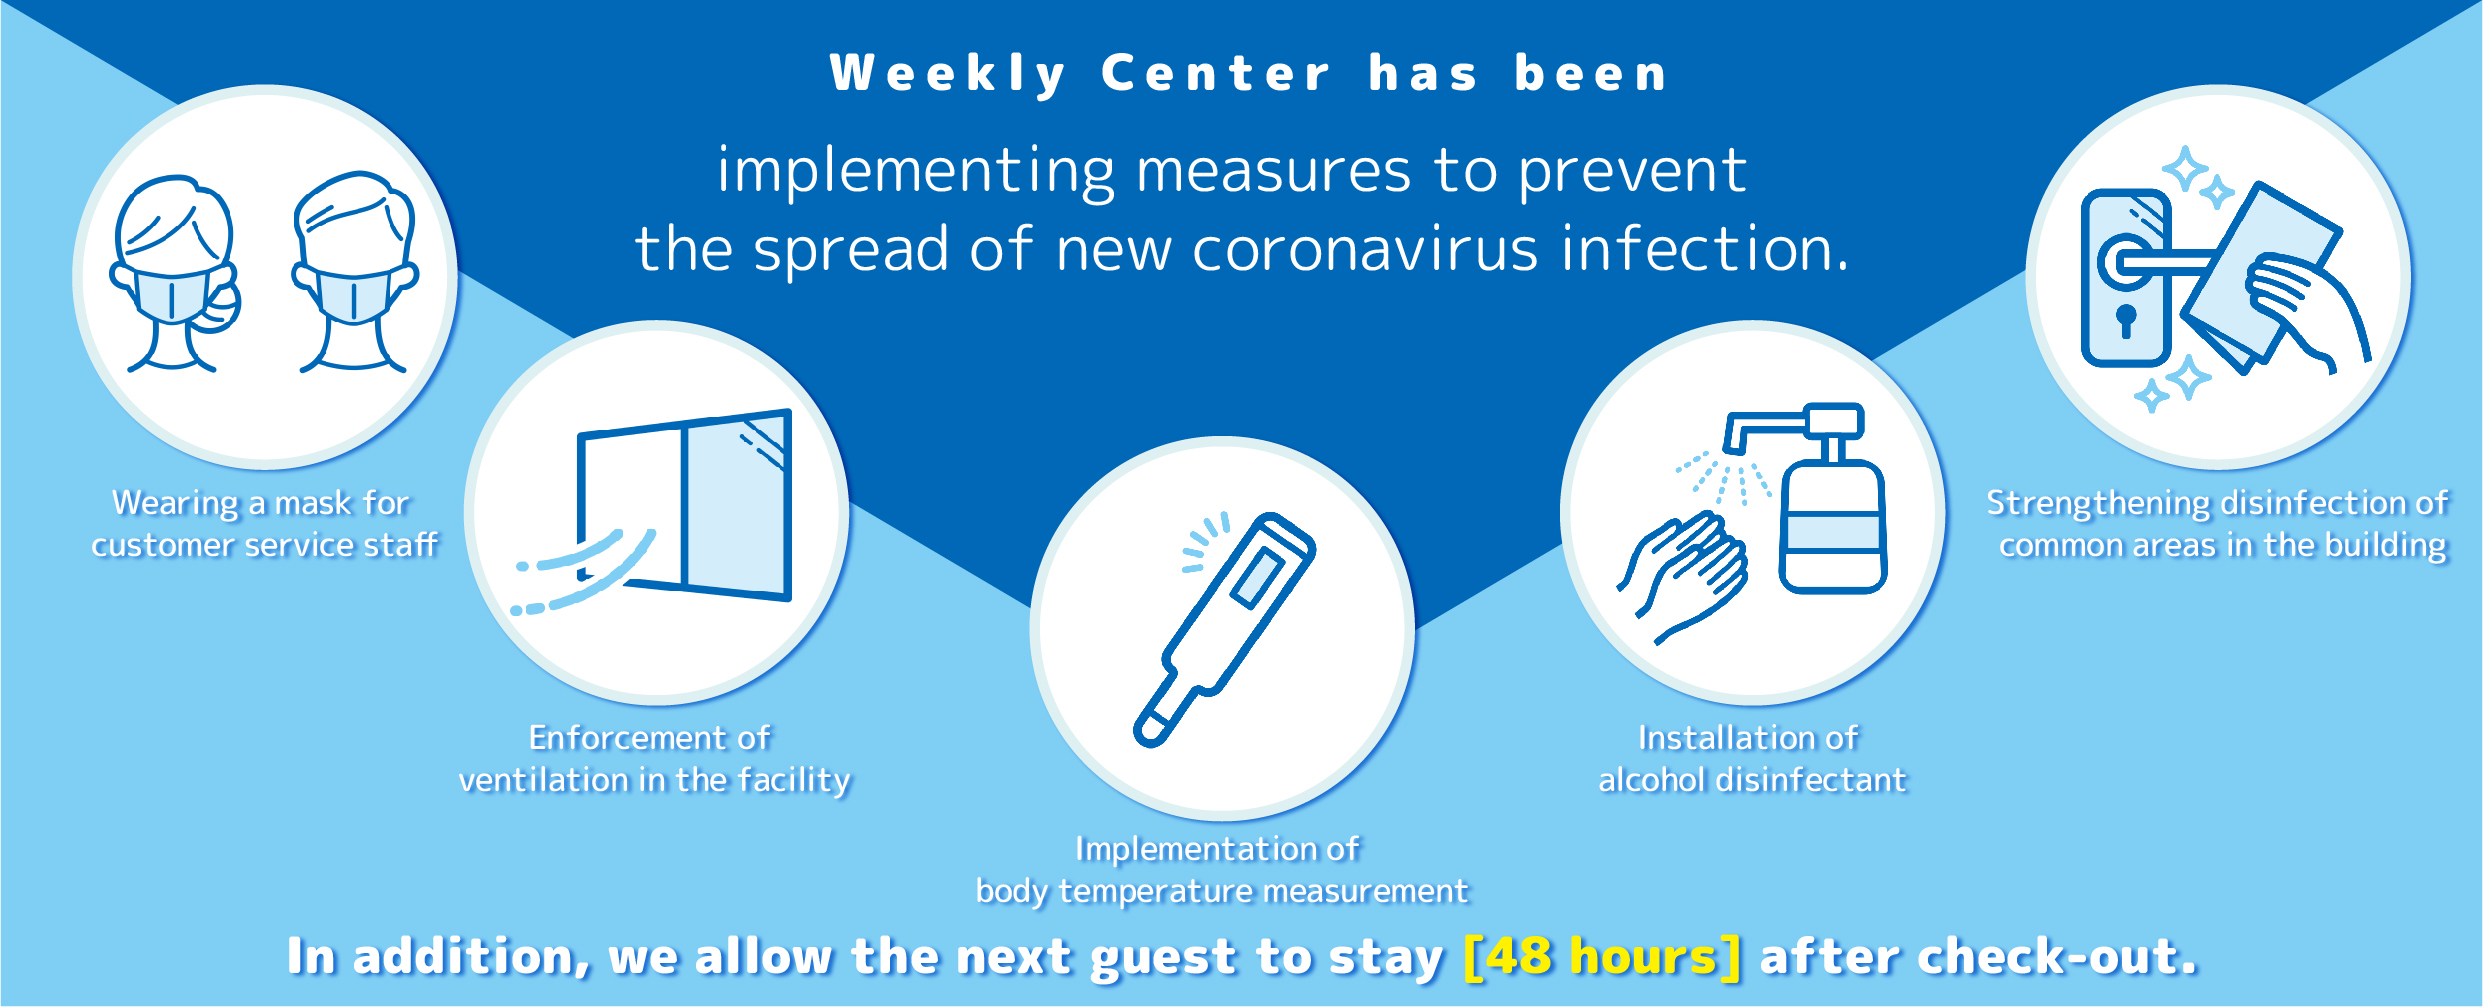 Weekly Center has been
implementing measures to prevent
the spread of new coronavirus infection.
Wearing a mask for
customer service staff
Enforcement of
ventilation in the facility
Implementation of
body temperature measurement
Installation of
alcohol disinfectant
Strengthening disinfection of
common areas in the building
In addition, we allow the next guest to stay [48 hours] after check-out.